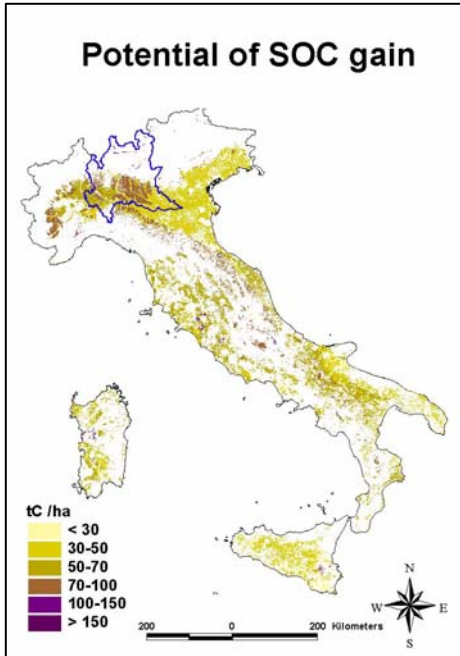 Potential of SOC gain
tC /ha
< 30
30-50
50-70
70-100
100-150
> 150
N
W E
S
200 0 200 Kilometers